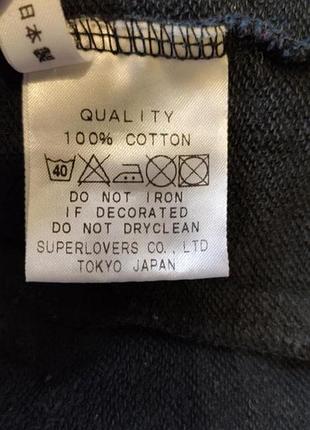 日本製
QUALITY
100% COTTON
40
DO NOT IRON
IF DECORATED
DO NOT DRYCLEAN
SUPERLOVERS CO., LTD
TOKYO JAPAN